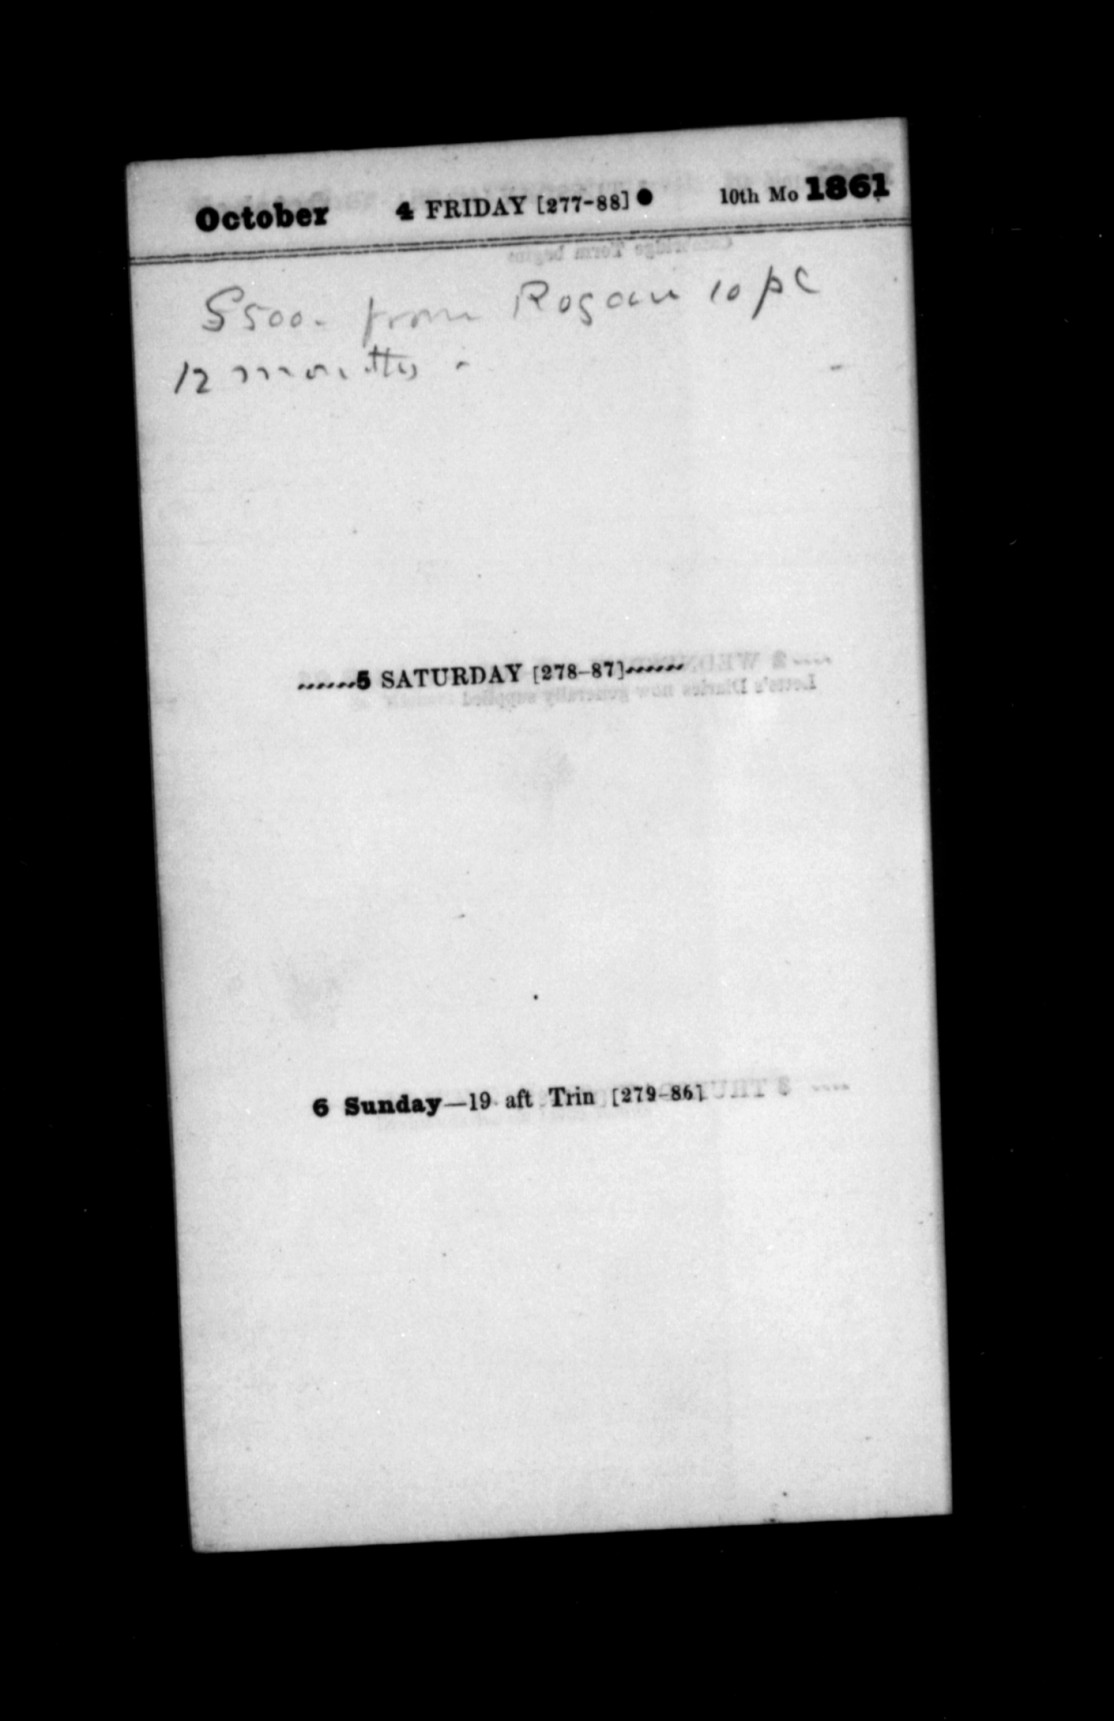 October 4 FRIDAY [277-88] ● 10th Mo 1861
£500. from Rogan 10 pc
12 months -
5 SATURDAY [278-87]
6 Sunday—19 aft Trin [279-86]